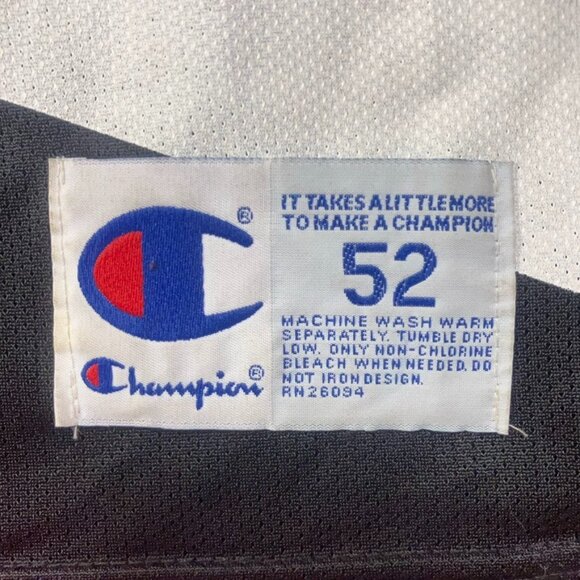 IT TAKES A LITTLE MORE
TO MAKE A CHAMPION
52
MACHINE WASH WARM
SEPARATELY. TUMBLE DRY
LOW. ONLY NON-CHLORINE
BLEACH WHEN NEEDED. DO
NOT IRON DESIGN.
RN26094
®
Champion®